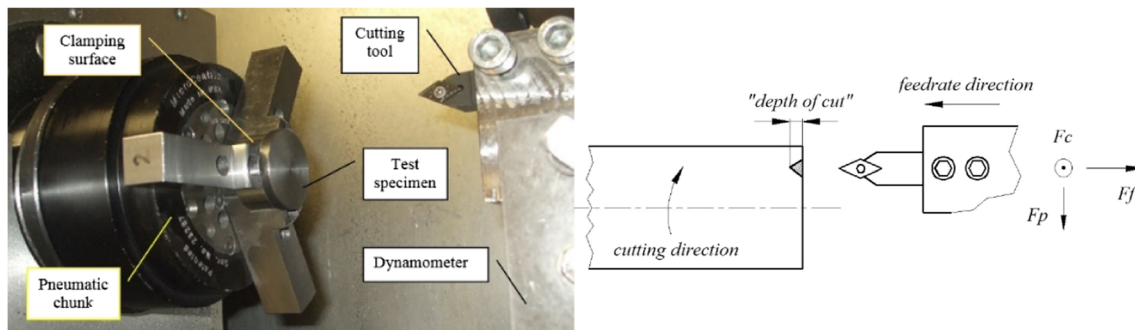 Clamping
surface
Cutting
tool
Test
specimen
Dynamometer
Pneumatic
chunk
2
"depth of cut"
feedrate direction
cutting direction
Fc
Ff
Fp